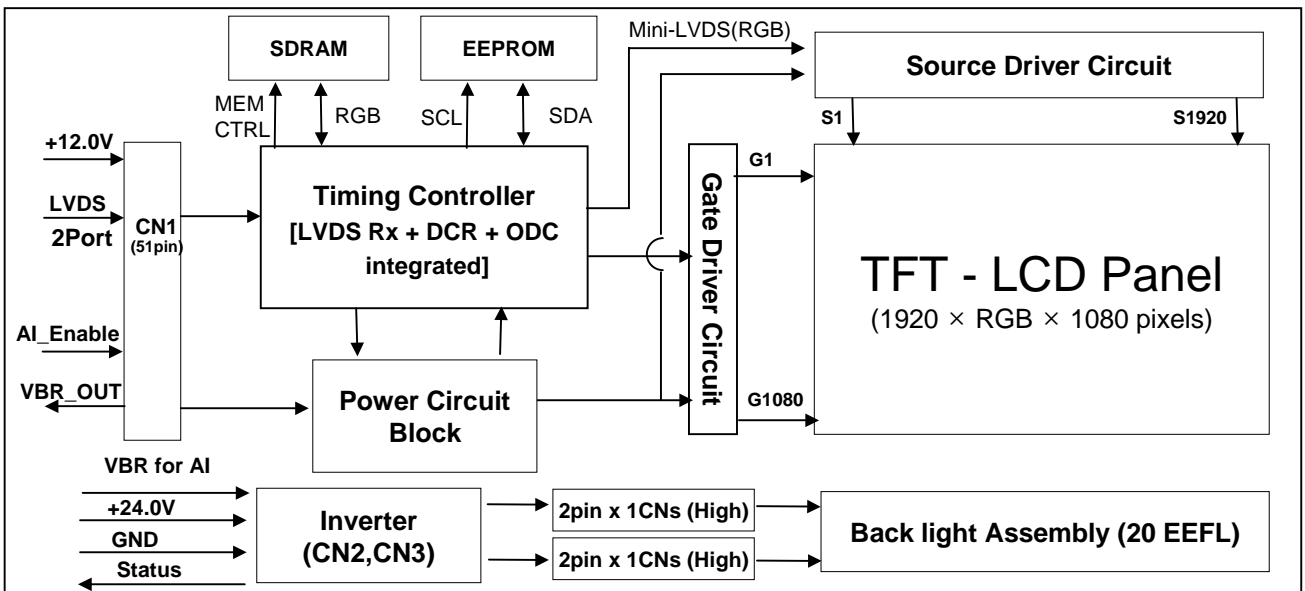 SDRAM
EEPROM
Mini-LVDS(RGB)
Source Driver Circuit
MEM
CTRL
RGB
SCL
SDA
S1
S1920
+12.0V
LVDS
2Port
CN1
(51pin)
Timing Controller
[LVDS Rx + DCR + ODC
integrated]
Gate Driver Circuit
G1
TFT - LCD Panel
(1920 × RGB × 1080 pixels)
AI_Enable
VBR_OUT
Power Circuit
Block
G1080
VBR for AI
+24.0V
GND
Status
Inverter
(CN2,CN3)
2pin x 1CNs (High)
2pin x 1CNs (High)
Back light Assembly (20 EEFL)